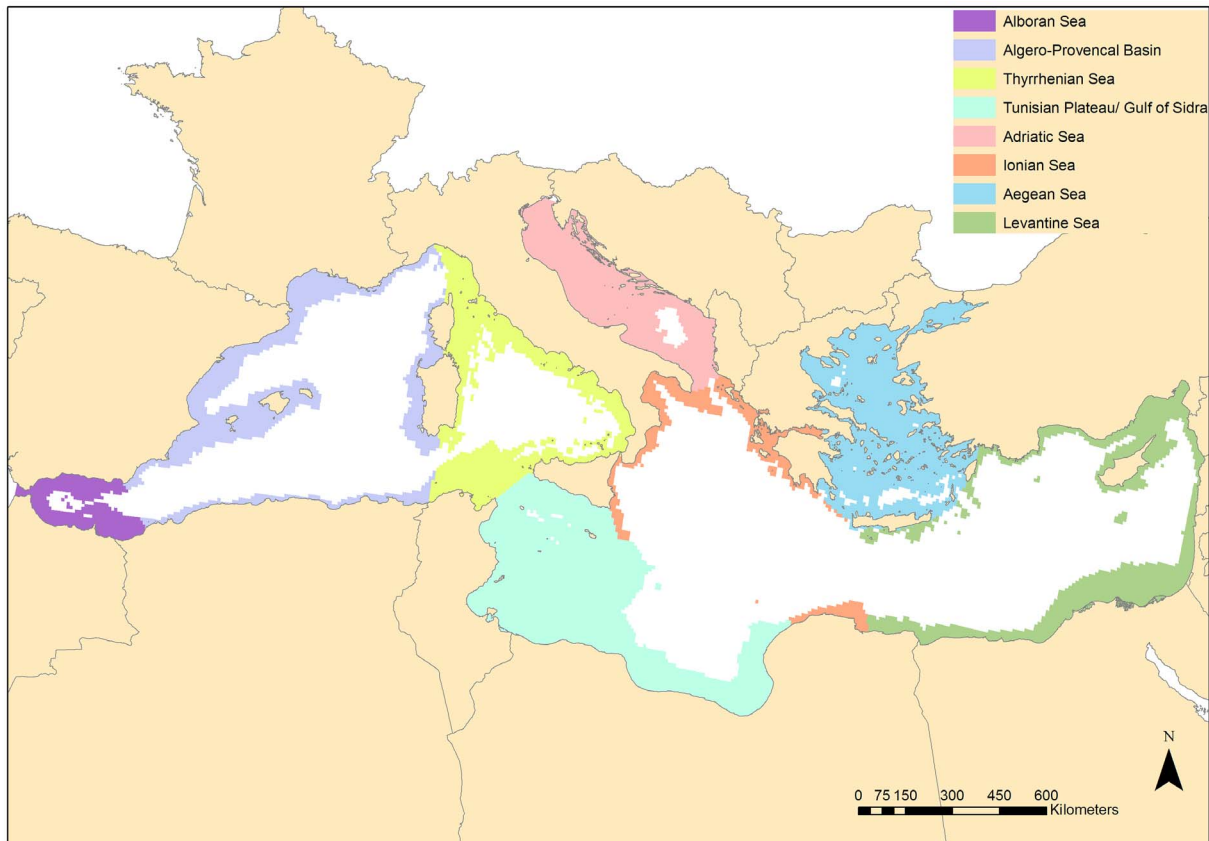 Alboran Sea
Algero-Provencal Basin
Thyrrhenian Sea
Tunisian Plateau/ Gulf of Sidra
Adriatic Sea
Ionian Sea
Aegean Sea
Levantine Sea
N
0 75 150 300 450 600
Kilometers